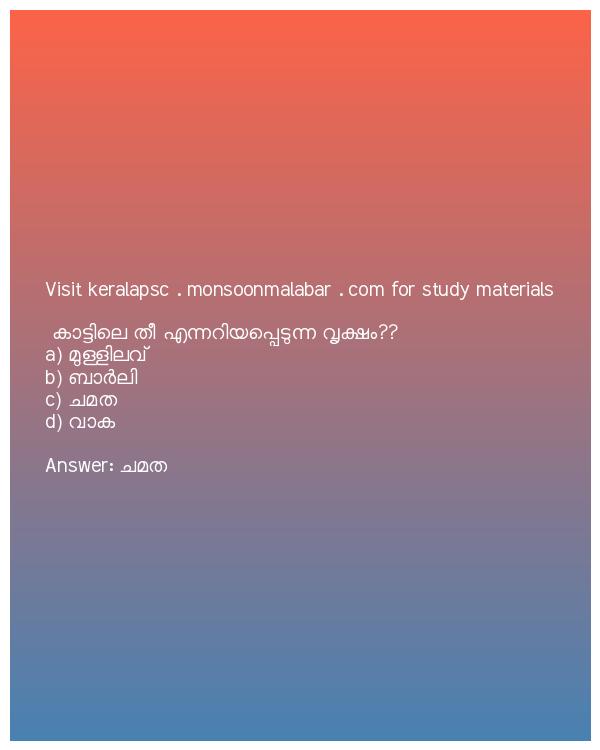 Visit keralapsc . monsoonmalabar . com for study materials
കാട്ടിലെ തീ എന്നറിയപ്പെടുന്ന വൃക്ഷം??
a) മുള്ളിലവ്
b) ബാർലി
c) ചമത
d) വാക
Answer: ചമത